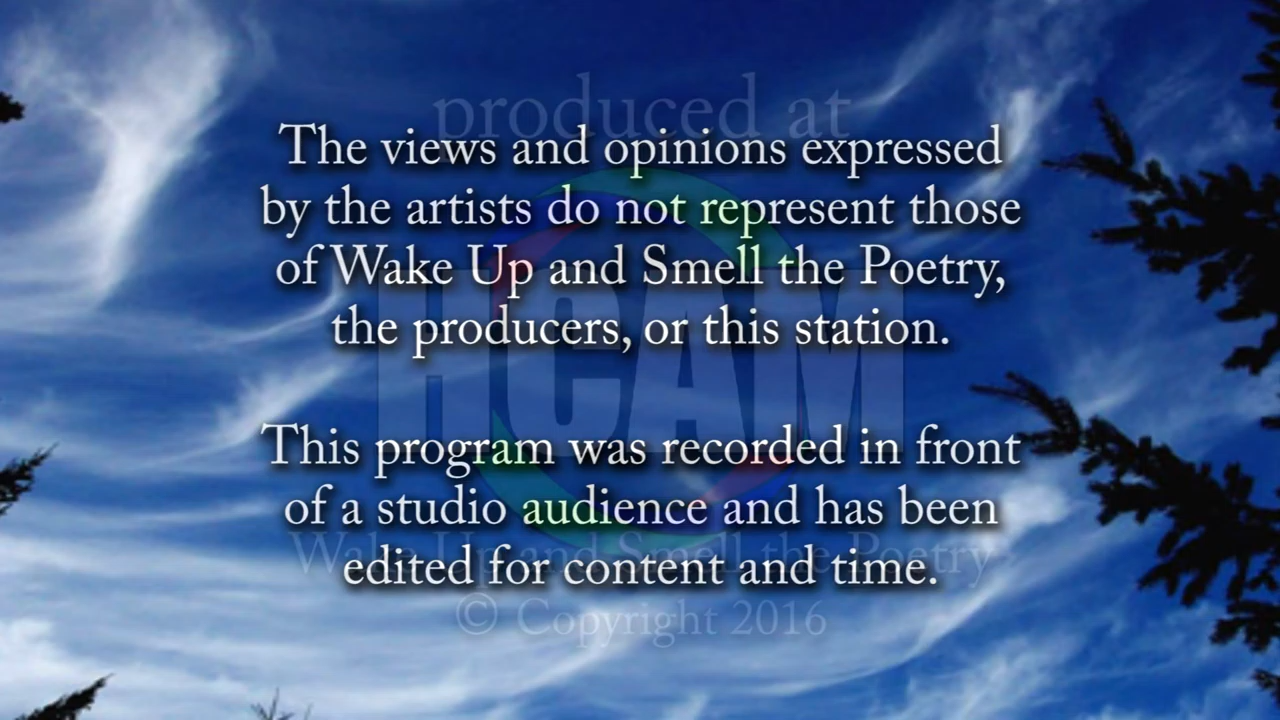 produced at
The views and opinions expressed
by the artists do not represent those
of Wake Up and Smell the Poetry,
the producers, or this station.
HCAM
This program was recorded in front
of a studio audience and has been
Wake Up and Smell the Poetry
edited for content and time.
© Copyright 2016